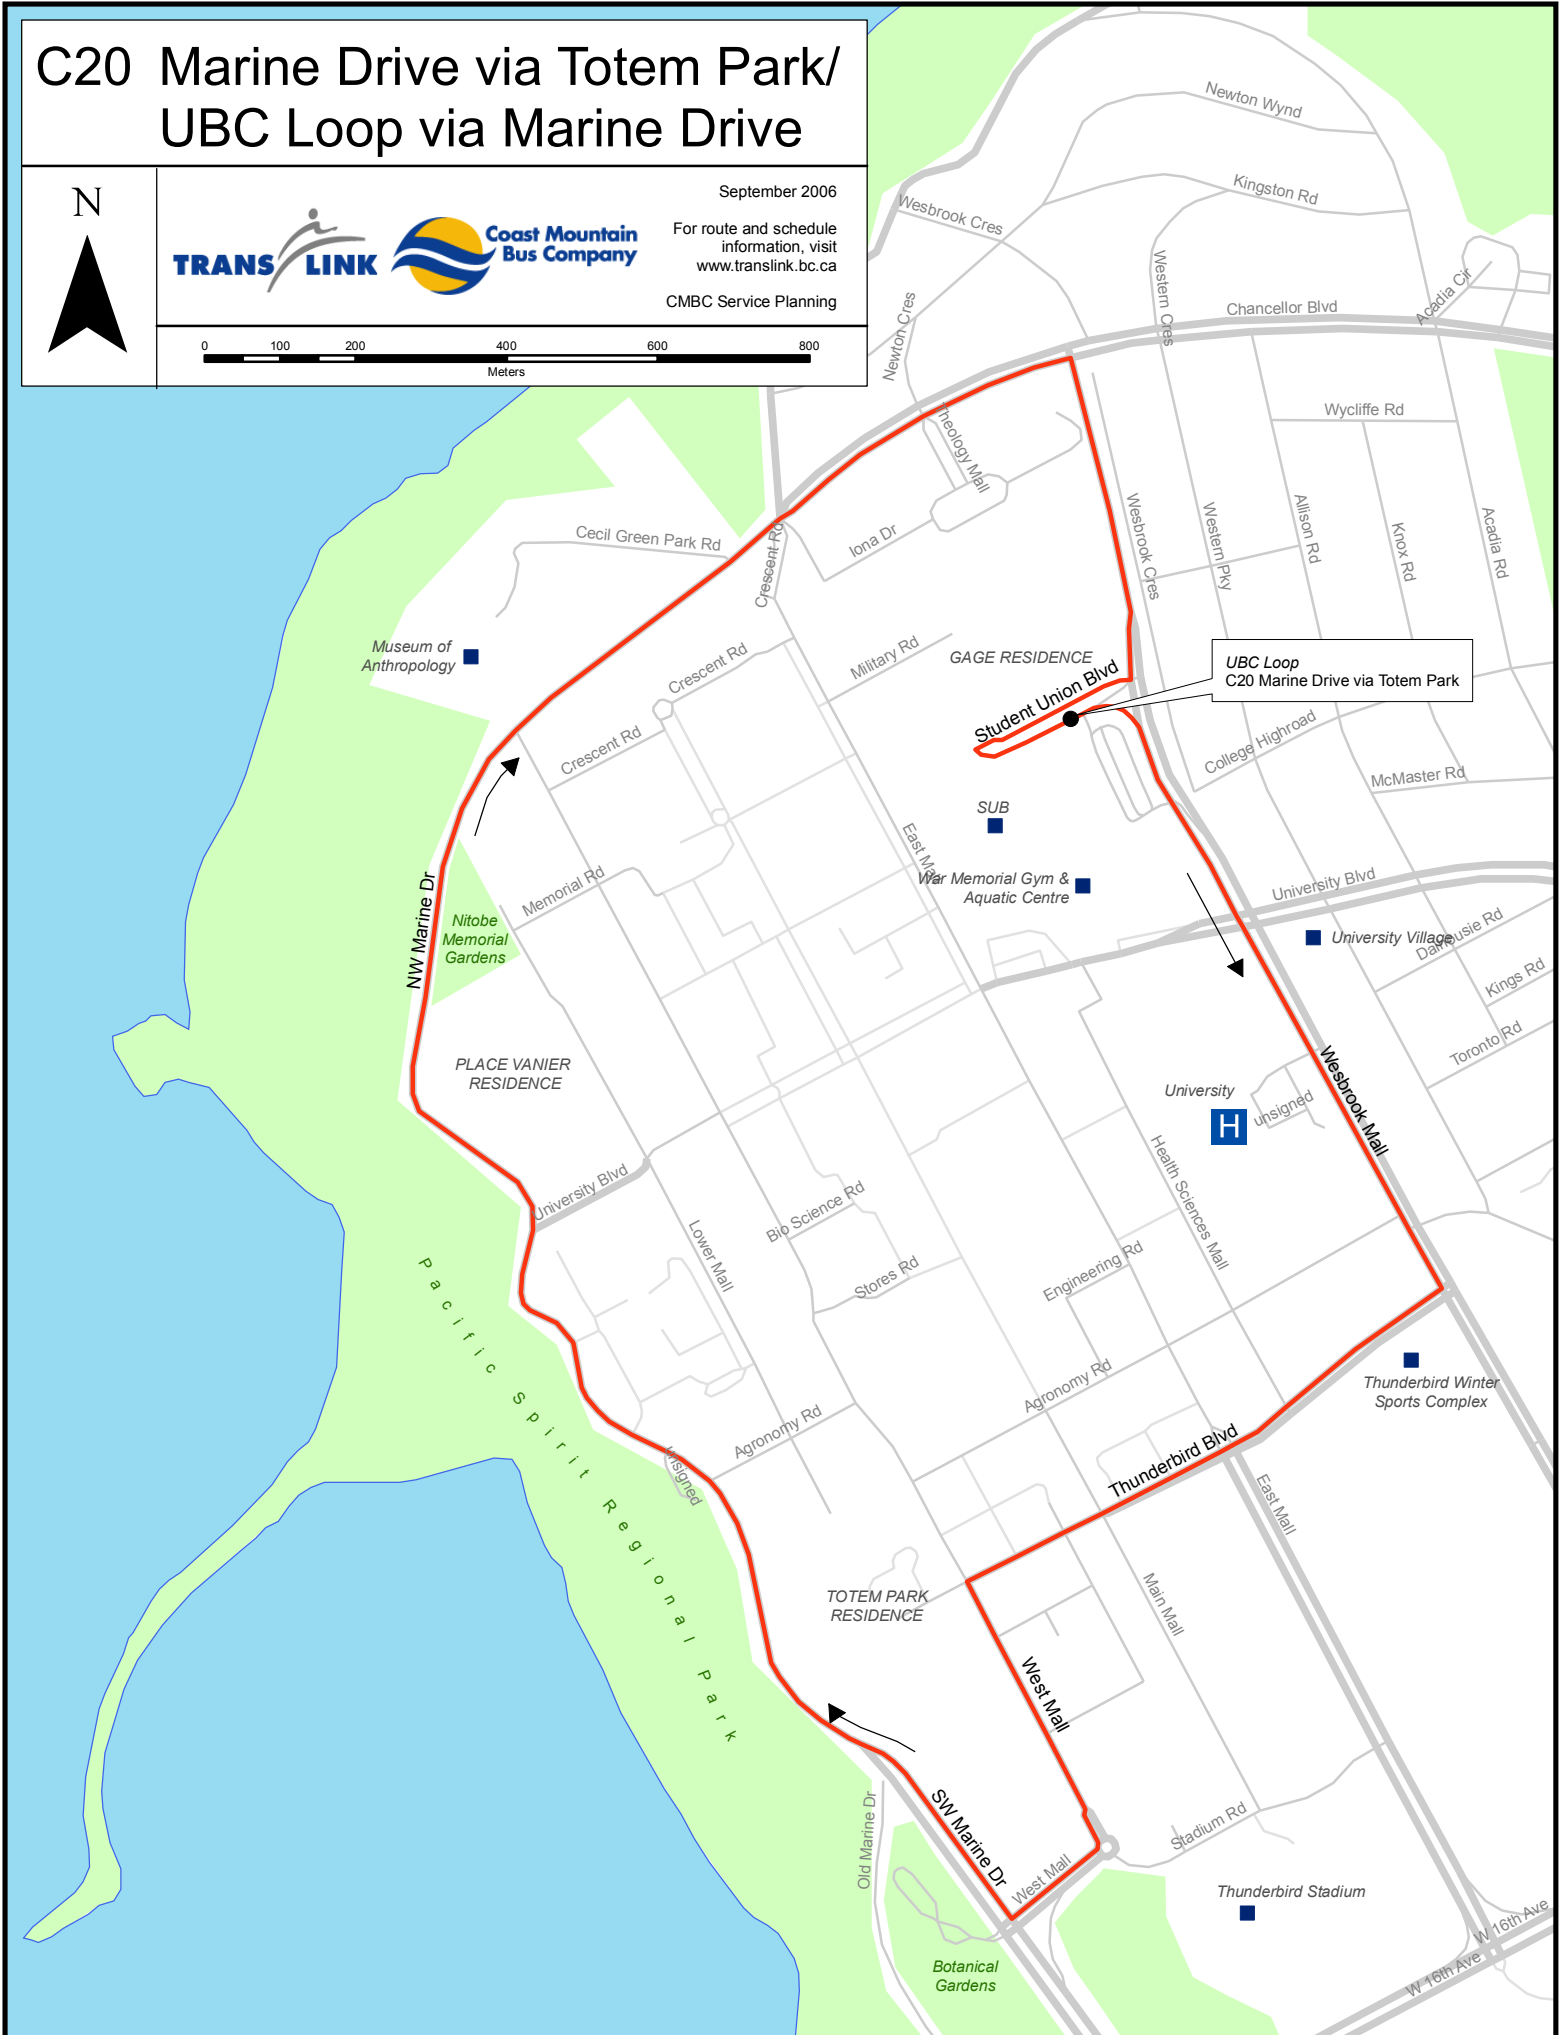 C20 Marine Drive via Totem Park/
UBC Loop via Marine Drive
N
TRANS LINK
Coast Mountain
Bus Company
September 2006
For route and schedule
information, visit
www.translink.bc.ca
CMBC Service Planning
0 100 200 400 600 800
Meters
Newton Wynd
Kingston Rd
Wesbrook Cres
Western Cres
Acadia Cir
Chancellor Blvd
Newton Cres
Wycliffe Rd
Theology Mall
Wesbrook Cres
Western Pky
Allison Rd
Knox Rd
Acadia Rd
Cecil Green Park Rd
Crescent Rd
Iona Dr
Museum of
Anthropology
Crescent Rd
Military Rd
GAGE RESIDENCE
UBC Loop
C20 Marine Drive via Totem Park
Student Union Blvd
Crescent Rd
College Highroad
McMaster Rd
SUB
East Mall
War Memorial Gym &
Aquatic Centre
University Blvd
Memorial Rd
NW Marine Dr
Nitobe
Memorial
Gardens
University Village
Dalhousie Rd
Kings Rd
Toronto Rd
PLACE VANIER
RESIDENCE
Wesbrook Mall
University
H
unsigned
Health Sciences Mall
University Blvd
Bio Science Rd
Lower Mall
Stores Rd
Engineering Rd
Pacific Spirit Regional Park
Agronomy Rd
Thunderbird Winter
Sports Complex
Agronomy Rd
Thunderbird Blvd
Unsigned
East Mall
TOTEM PARK
RESIDENCE
Main Mall
West Mall
SW Marine Dr
Old Marine Dr
Stadium Rd
West Mall
Thunderbird Stadium
W 16th Ave
W 16th Ave
Botanical
Gardens